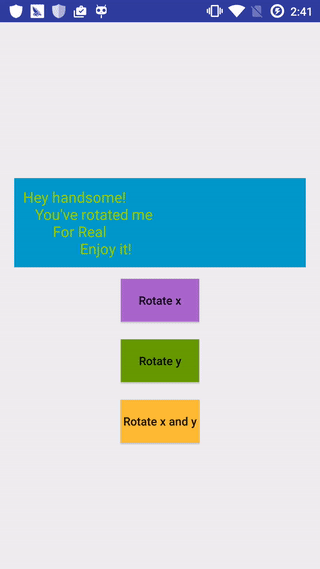 2:41
Hey handsome!
You've rotated me
For Real
Enjoy it!
Rotate x
Rotate y
Rotate x and y